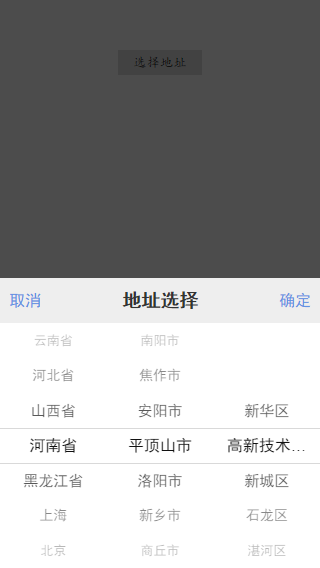 选择地址
取消 地址选择 确定
云南省 南阳市
河北省 焦作市
山西省 安阳市 新华区
河南省 平顶山市 高新技术...
黑龙江省 洛阳市 新城区
上海 新乡市 石龙区
北京 商丘市 湛河区